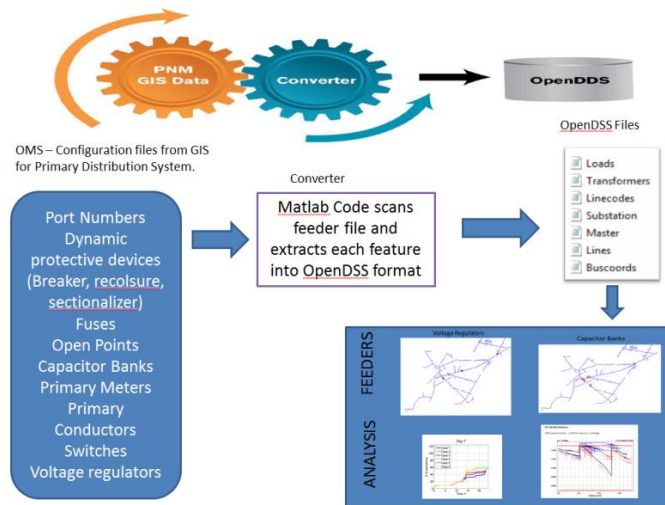 PNM
GIS Data
Converter
OpenDDS
OMS – Configuration files from GIS
for Primary Distribution System.
OpenDSS Files
Converter
Port Numbers
Dynamic
protective devices
(Breaker, recolsure,
sectionalizer)
Fuses
Open Points
Capacitor Banks
Primary Meters
Primary
Conductors
Switches
Voltage regulators
Matlab Code scans
feeder file and
extracts each feature
into OpenDSS format
Loads
Transformers
Linecodes
Substation
Master
Lines
Buscoords
FEEDERS
Voltage Regulators
Capacitor Banks
ANALYSIS